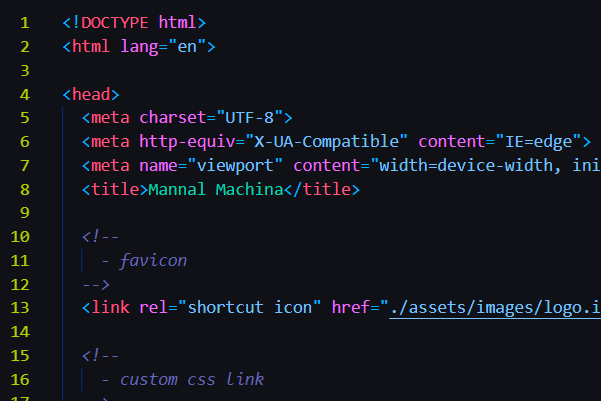 1 <!DOCTYPE html>
2 <html lang="en">
3
4 <head>
5 <meta charset="UTF-8">
6 <meta http-equiv="X-UA-Compatible" content="IE=edge">
7 <meta name="viewport" content="width=device-width, ini
8 <title>Mannal Machina</title>
9
10 <!--
11 - favicon
12 -->
13 <link rel="shortcut icon" href="./assets/images/logo.i
14
15 <!--
16 - custom css link
17